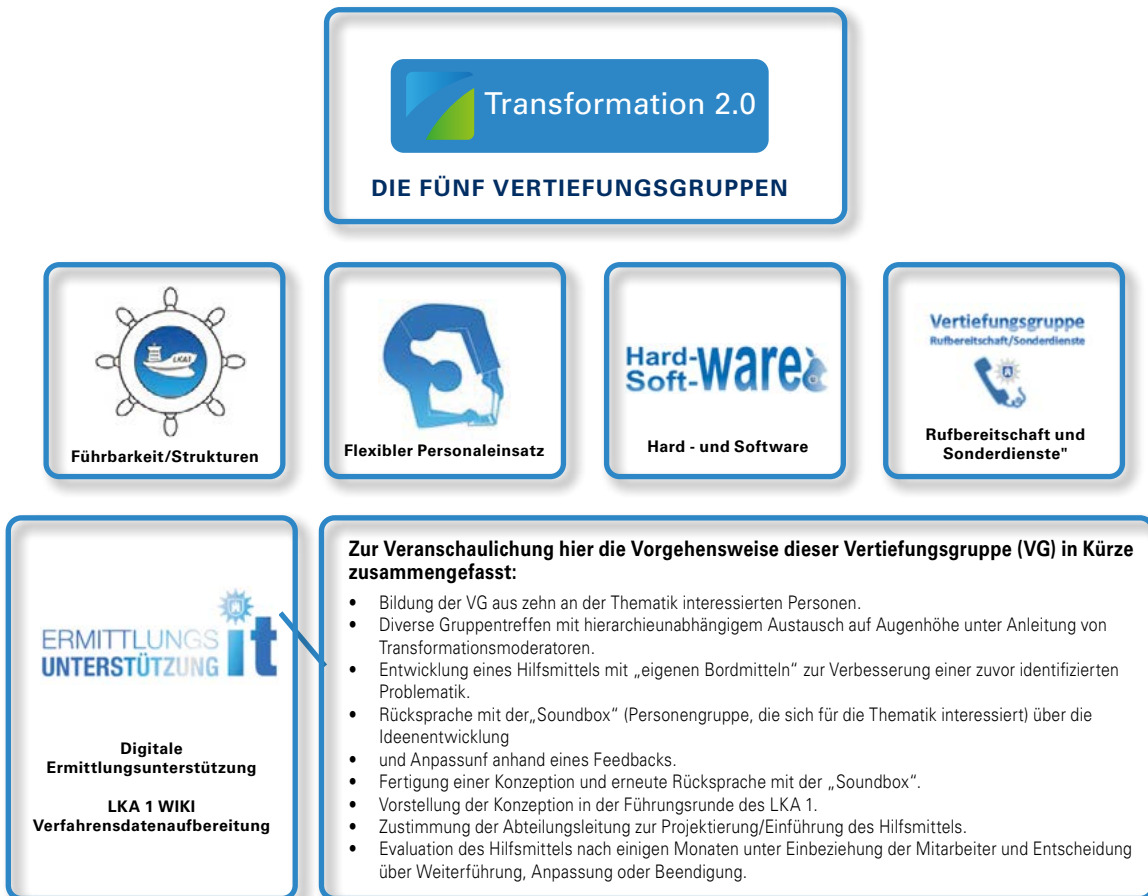 Transformation 2.0
DIE FÜNF VERTIEFUNGSGRUPPEN
LKA1
Führbarkeit/Strukturen
Flexibler Personaleinsatz
Hard-
Soft-ware
Hard - und Software
Vertiefungsgruppe
Rufbereitschaft/Sonderdienste
Rufbereitschaft und
Sonderdienste"
ERMITTLUNGS
UNTERSTÜTZUNG it
Digitale
Ermittlungsunterstützung
LKA 1 WIKI
Verfahrensdatenaufbereitung
Zur Veranschaulichung hier die Vorgehensweise dieser Vertiefungsgruppe (VG) in Kürze
zusammengefasst:
• Bildung der VG aus zehn an der Thematik interessierten Personen.
• Diverse Gruppentreffen mit hierarchieunabhängigem Austausch auf Augenhöhe unter Anleitung von
Transformationsmoderatoren.
• Entwicklung eines Hilfsmittels mit „eigenen Bordmitteln“ zur Verbesserung einer zuvor identifizierten
Problematik.
• Rücksprache mit der„Soundbox“ (Personengruppe, die sich für die Thematik interessiert) über die
Ideenentwicklung
• und Anpassunf anhand eines Feedbacks.
• Fertigung einer Konzeption und erneute Rücksprache mit der „Soundbox“.
• Vorstellung der Konzeption in der Führungsrunde des LKA 1.
• Zustimmung der Abteilungsleitung zur Projektierung/Einführung des Hilfsmittels.
• Evaluation des Hilfsmittels nach einigen Monaten unter Einbeziehung der Mitarbeiter und Entscheidung
über Weiterführung, Anpassung oder Beendigung.